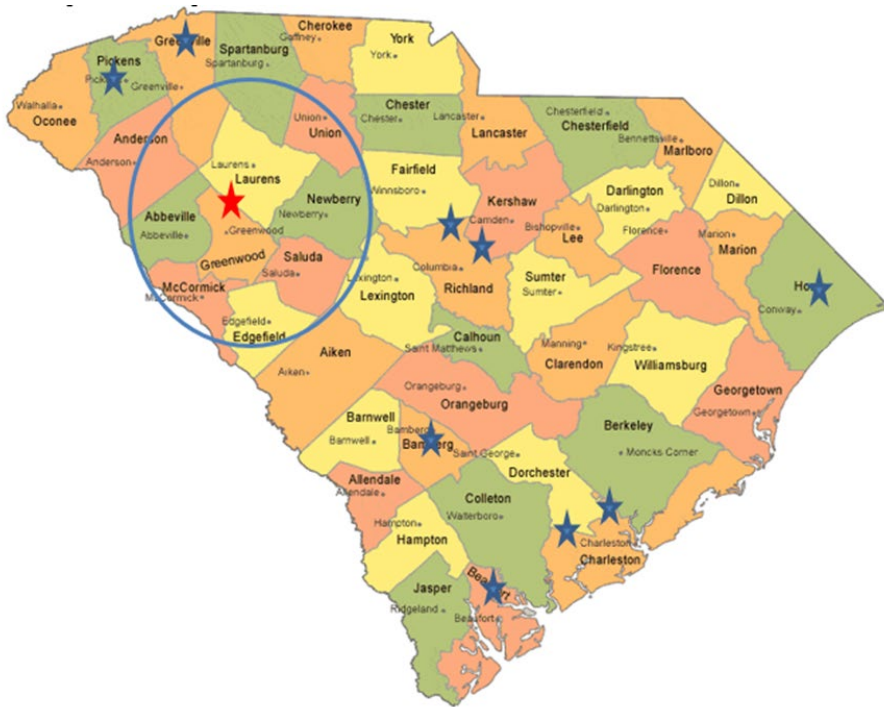 Cherokee
Greenville
Gaffney
Spartanburg
Spartanburg
York
York
Pickens
Greenville
Walhalla
Oconee
Chester
Chester
Lancaster
Lancaster
Chesterfield
Chesterfield
Bennettsville
Marlboro
Union
Union
Anderson
Anderson
Laurens
Laurens
Fairfield
Winnsboro
Kershaw
Camden
Darlington
Darlington
Dillon
Dillon
Newberry
Newberry
Abbeville
Abbeville
Greenwood
Greenwood
Bishopville
Lee
Florence
Florence
Marion
Marion
Saluda
Saluda
McCormick
McCormick
Lexington
Lexington
Columbia
Richland
Sumter
Sumter
Ho
Conway
Edgefield
Edgefield
Calhoun
Saint Matthews
Aiken
Aiken
Manning
Clarendon
Kingstree
Williamsburg
Orangeburg
Orangeburg
Georgetown
Georgetown
Barnwell
Barnwell
Bamberg
Bamberg
Saint George
Berkeley
Moncks Corner
Dorchester
Allendale
Allendale
Colleton
Walterboro
Hampton
Hampton
Charleston
Charleston
Jasper
Ridgeland
Beaufort